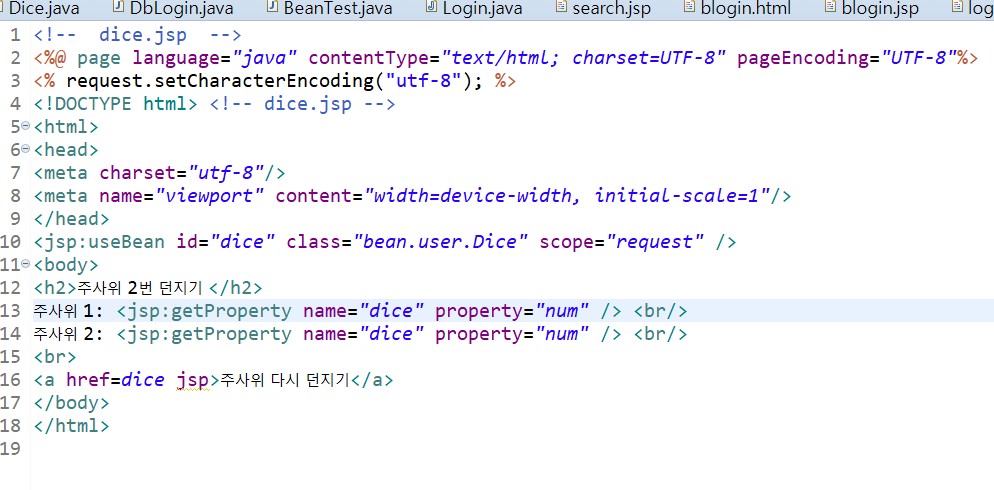 Dice.java DbLogin.java BeanTest.java Login.java search.jsp blogin.html blogin.jsp log
1 <!--  dice.jsp  -->
2 <%@ page language="java" contentType="text/html; charset=UTF-8" pageEncoding="UTF-8"%>
3 <% request.setCharacterEncoding("utf-8"); %>
4 <!DOCTYPE html> <!-- dice.jsp -->
5 <html>
6 <head>
7 <meta charset="utf-8"/>
8 <meta name="viewport" content="width=device-width, initial-scale=1"/>
9 </head>
10 <jsp:useBean id="dice" class="bean.user.Dice" scope="request" />
11 <body>
12 <h2>주사위 2번 던지기 </h2>
13 주사위 1: <jsp:getProperty name="dice" property="num" /> <br/>
14 주사위 2: <jsp:getProperty name="dice" property="num" /> <br/>
15 <br>
16 <a href=dice jsp>주사위 다시 던지기</a>
17 </body>
18 </html>
19